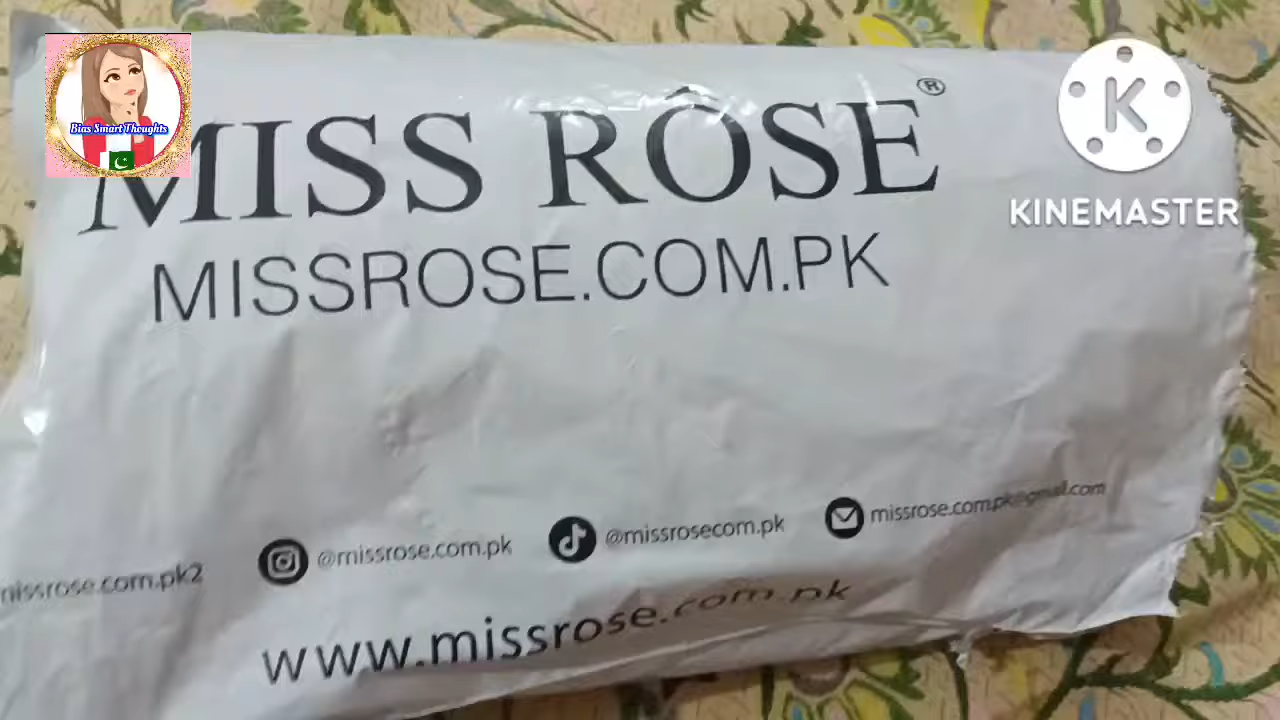 MISS RÔSE®
MISSROSE.COM.PK
Bias Smart Thoughts
KINEMASTER
missrose.com.pk2
@missrose.com.pk
@missrosecom.pk
missrose.com.pk@gmail.com
www.missrose.com.pk